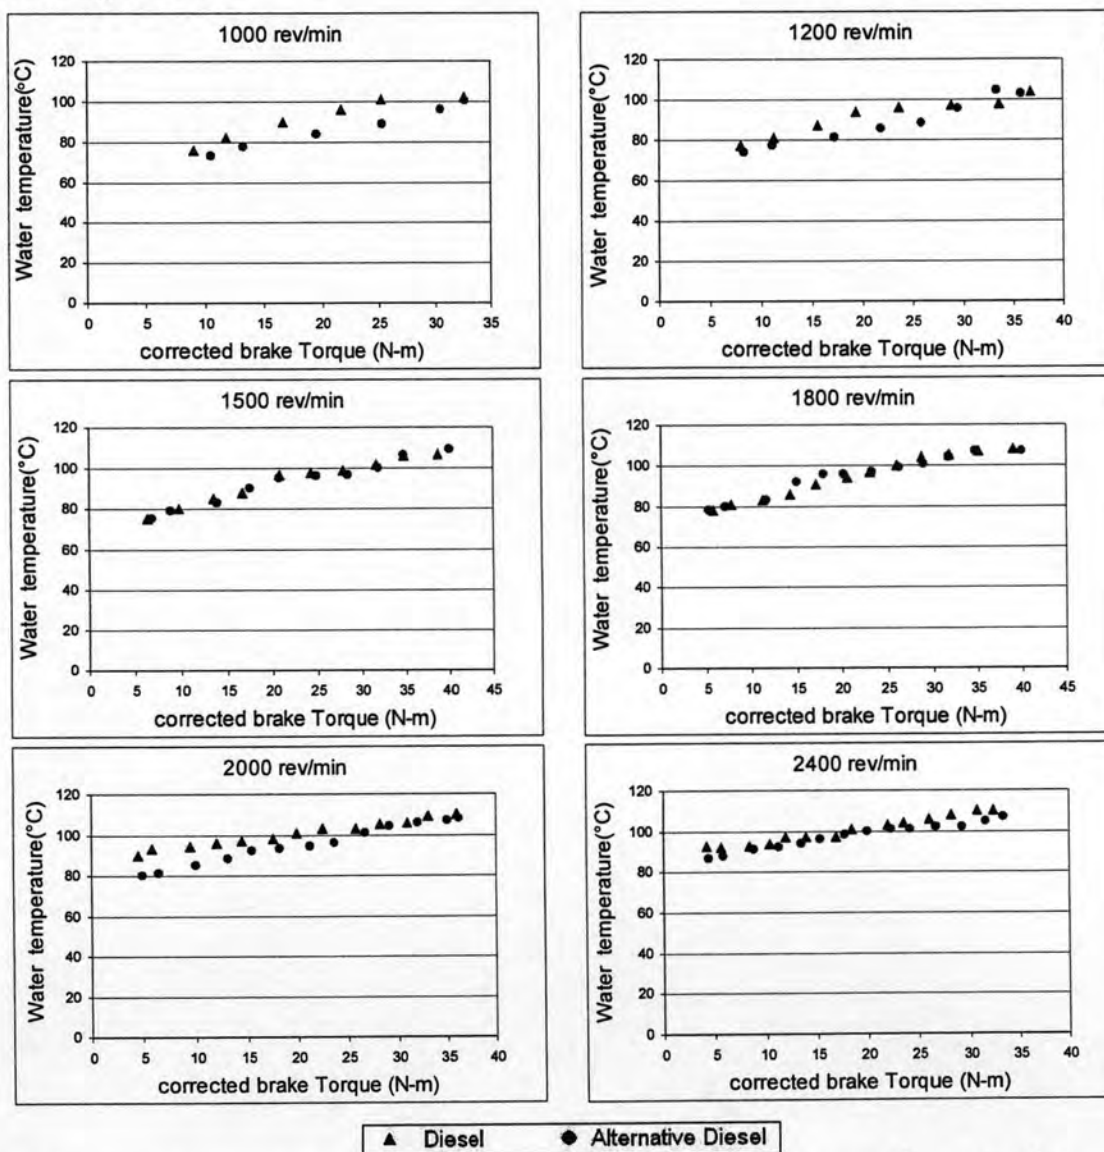 1000 rev/min
Water temperature(°C)
120
100
80
60
40
20
0
0 5 10 15 20 25 30 35
corrected brake Torque (N-m)
1200 rev/min
Water temperature(°C)
120
100
80
60
40
20
0
0 5 10 15 20 25 30 35 40
corrected brake Torque (N-m)
1500 rev/min
Water temperature(°C)
120
100
80
60
40
20
0
0 5 10 15 20 25 30 35 40 45
corrected brake Torque (N-m)
1800 rev/min
Water temperature(°C)
120
100
80
60
40
20
0
0 5 10 15 20 25 30 35 40 45
corrected brake Torque (N-m)
2000 rev/min
Water temperature(°C)
120
100
80
60
40
20
0
0 5 10 15 20 25 30 35 40
corrected brake Torque (N-m)
2400 rev/min
Water temperature(°C)
120
100
80
60
40
20
0
0 5 10 15 20 25 30 35 40
corrected brake Torque (N-m)
Diesel
Alternative Diesel